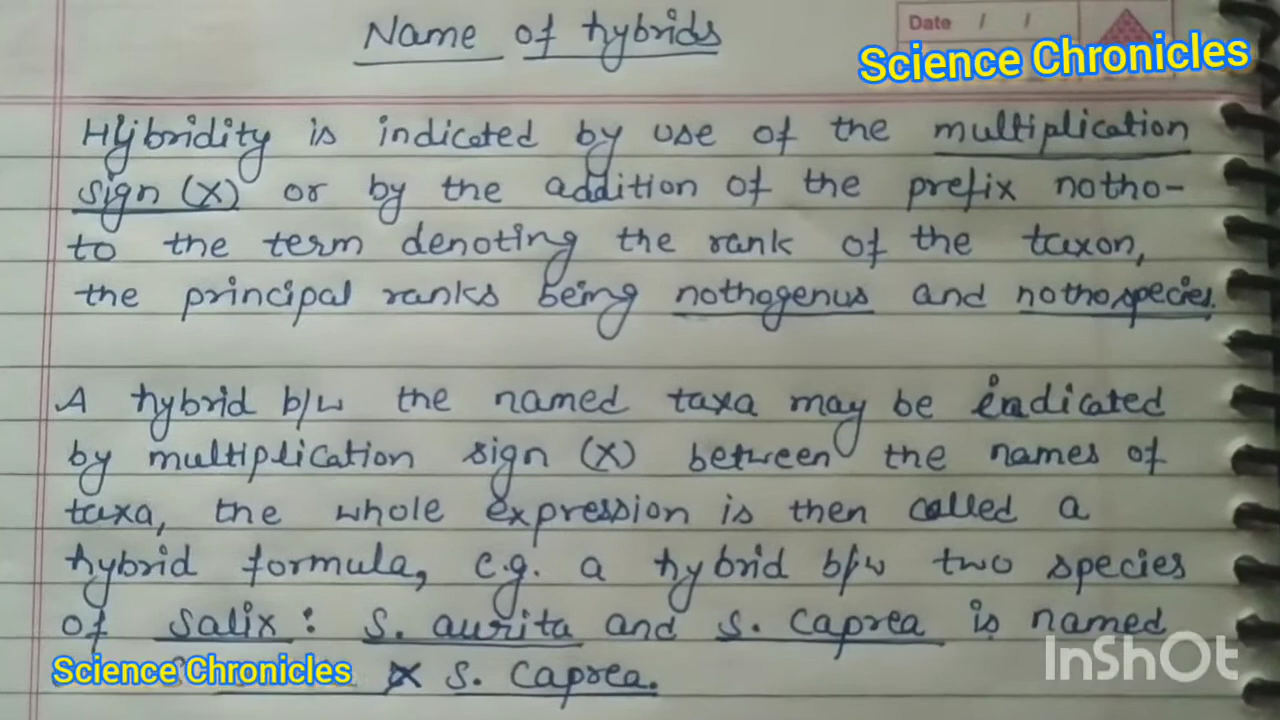 Name of hybrids
Date / /
Science Chronicles
Hybridity is indicated by use of the multiplication
sign (X) or by the addition of the prefix notho-
to the term denoting the rank of the taxon,
the principal ranks being nothogenus and nothospecies.
A hybrid b/w the named taxa may be indicated
by multiplication sign (X) between the names of
taxa, the whole expression is then called a
hybrid formula, e.g. a hybrid b/w two species
of Salix: S. aurita and S. caprea is named
Science Chronicles X S. caprea.
InShOt